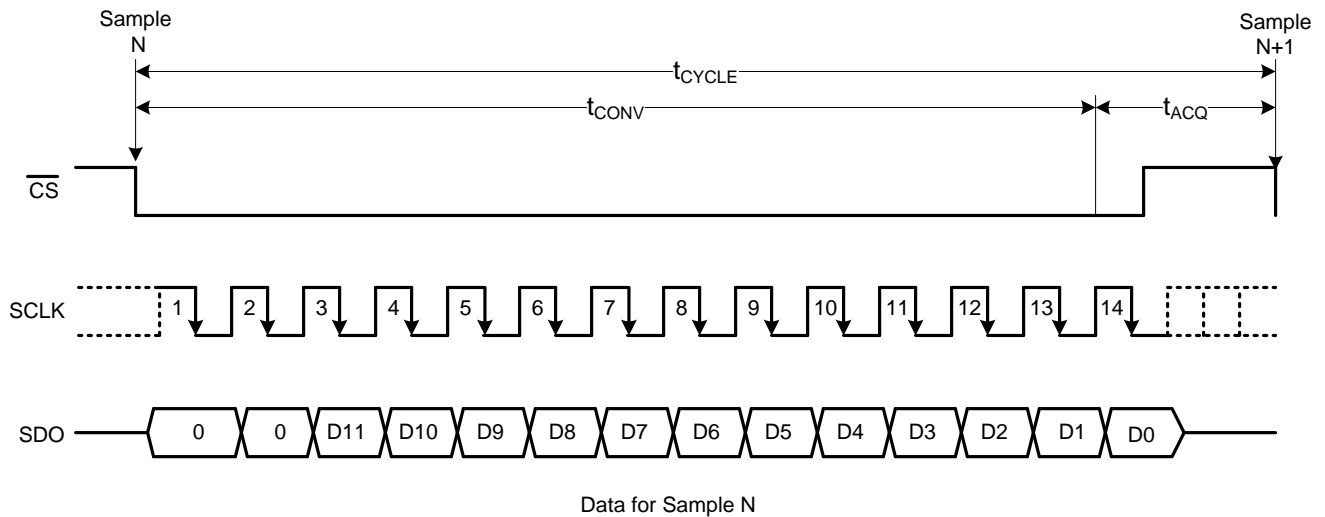 Sample
N
Sample
N+1
tCYCLE
tCONV
tACQ
CS
SCLK
1 2 3 4 5 6 7 8 9 10 11 12 13 14
SDO
0 0 D11 D10 D9 D8 D7 D6 D5 D4 D3 D2 D1 D0
Data for Sample N